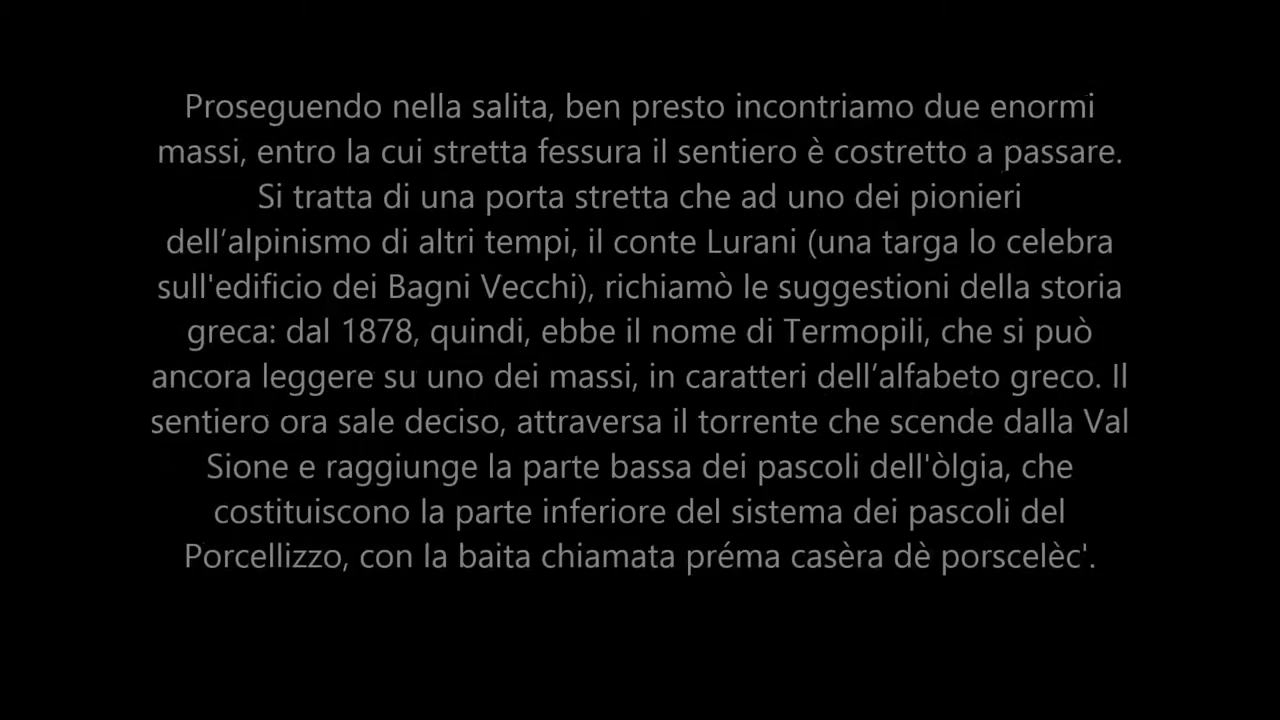 Proseguendo nella salita, ben presto incontriamo due enormi
massi, entro la cui stretta fessura il sentiero è costretto a passare.
Si tratta di una porta stretta che ad uno dei pionieri
dell’alpinismo di altri tempi, il conte Lurani (una targa lo celebra
sull'edificio dei Bagni Vecchi), richiamò le suggestioni della storia
greca: dal 1878, quindi, ebbe il nome di Termopili, che si può
ancora leggere su uno dei massi, in caratteri dell’alfabeto greco. Il
sentiero ora sale deciso, attraversa il torrente che scende dalla Val
Sione e raggiunge la parte bassa dei pascoli dell'òlgia, che
costituiscono la parte inferiore del sistema dei pascoli del
Porcellizzo, con la baita chiamata préma casèra dè porscelèc'.